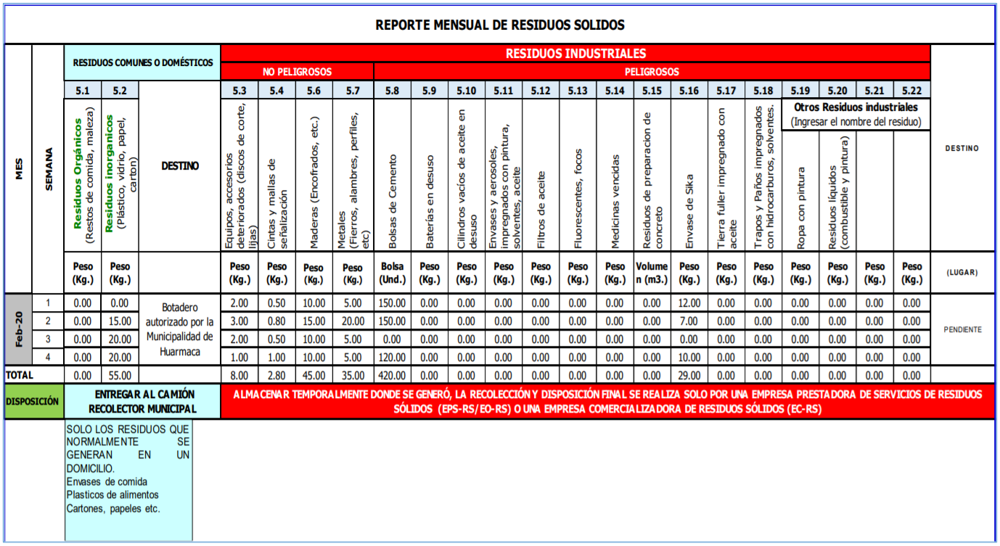 REPORTE MENSUAL DE RESIDUOS SOLIDOS
MES
SEMANA
RESIDUOS COMUNES O DOMÉSTICOS
RESIDUOS INDUSTRIALES
NO PELIGROSOS
PELIGROSOS
5.1 5.2 5.3 5.4 5.6 5.7 5.8 5.9 5.10 5.11 5.12 5.13 5.14 5.15 5.16 5.17 5.18 5.19 5.20 5.21 5.22
Residuos Orgánicos
(Restos de comida, maleza)
Residuos inorganicos
(Plástico, vidrio, papel,
carton)
DESTINO
Equipos, accesorios
deteriorados (discos de corte,
lijas)
Cintas y mallas de
señalización
Maderas (Encofrados, etc.)
Metales
(Fierros, alambres, perfiles,
etc)
Bolsas de Cemento
Baterías en desuso
Cilindros vacíos de aceite en
desuso
Envases y aerosoles,
impregnados con pintura,
solventes, aceite
Filtros de aceite
Fluorescentes, focos
Medicinas vencidas
Residuos de preparacion de
concreto
Envase de Sika
Tierra fuller impregnado con
aceite
Trapos y Paños impregnados
con hidrocarburos, solventes.
Otros Residuos industriales
(Ingresar el nombre del residuo)
Ropa con pintura
Residuos líquidos
(combustible y pintura)
DESTINO
Peso Peso Peso Peso Peso Peso Bolsa Peso Peso Peso Peso Peso Peso Volume Peso Peso Peso Peso Peso Peso Peso
(Kg.) (Kg.) (Kg.) (Kg.) (Kg.) (Kg.) (Und.) (Kg.) (Kg.) (Kg.) (Kg.) (Kg.) (Kg.) n (m3.) (Kg.) (Kg.) (Kg.) (Kg.) (Kg.) (Kg.) (Kg.)
(LUGAR)
Feb-20
1 0.00 0.00 2.00 0.50 10.00 5.00 150.00 0.00 0.00 0.00 0.00 0.00 0.00 0.00 12.00 0.00 0.00 0.00 0.00 0.00 0.00
2 0.00 15.00 3.00 0.80 15.00 20.00 150.00 0.00 0.00 0.00 0.00 0.00 0.00 0.00 7.00 0.00 0.00 0.00 0.00 0.00 0.00
3 0.00 20.00 2.00 0.50 10.00 5.00 0.00 0.00 0.00 0.00 0.00 0.00 0.00 0.00 0.00 0.00 0.00 0.00 0.00 0.00 0.00
4 0.00 20.00 1.00 1.00 10.00 5.00 120.00 0.00 0.00 0.00 0.00 0.00 0.00 0.00 10.00 0.00 0.00 0.00 0.00 0.00 0.00
Botadero
autorizado por la
Municipalidad de
Huarmaca
PENDIENTE
TOTAL 0.00 55.00 8.00 2.80 45.00 35.00 420.00 0.00 0.00 0.00 0.00 0.00 0.00 0.00 29.00 0.00 0.00 0.00 0.00 0.00 0.00
DISPOSICIÓN
ENTREGAR AL CAMIÓN
RECOLECTOR MUNICIPAL
ALMACENAR TEMPORALMENTE DONDE SE GENERÓ, LA RECOLECCIÓN Y DISPOSICIÓN FINAL SE REALIZA SOLO POR UNA EMPRESA PRESTADORA DE SERVICIOS DE RESIDUOS
SÓLIDOS (EPS-RS/EO-RS) O UNA EMPRESA COMERCIALIZADORA DE RESIDUOS SÓLIDOS (EC-RS)
SOLO LOS RESIDUOS QUE
NORMALMENTE SE
GENERAN EN UN
DOMICILIO.
Envases de comida
Plasticos de alimentos
Cartones, papeles etc.